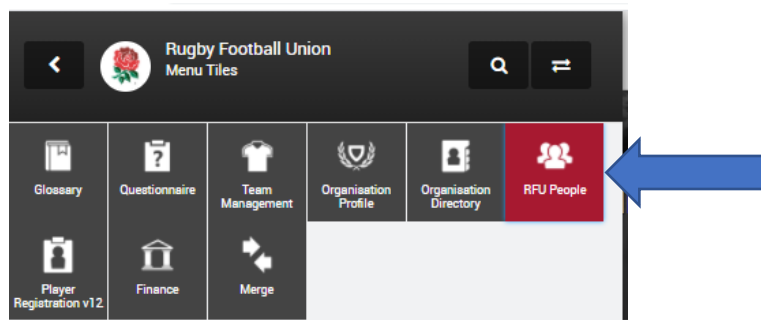 Rugby Football Union
Menu Tiles
Glossary
Questionnaire
Team
Management
Organisation
Profile
Organisation
Directory
RFU People
Player
Registration v12
Finance
Merge